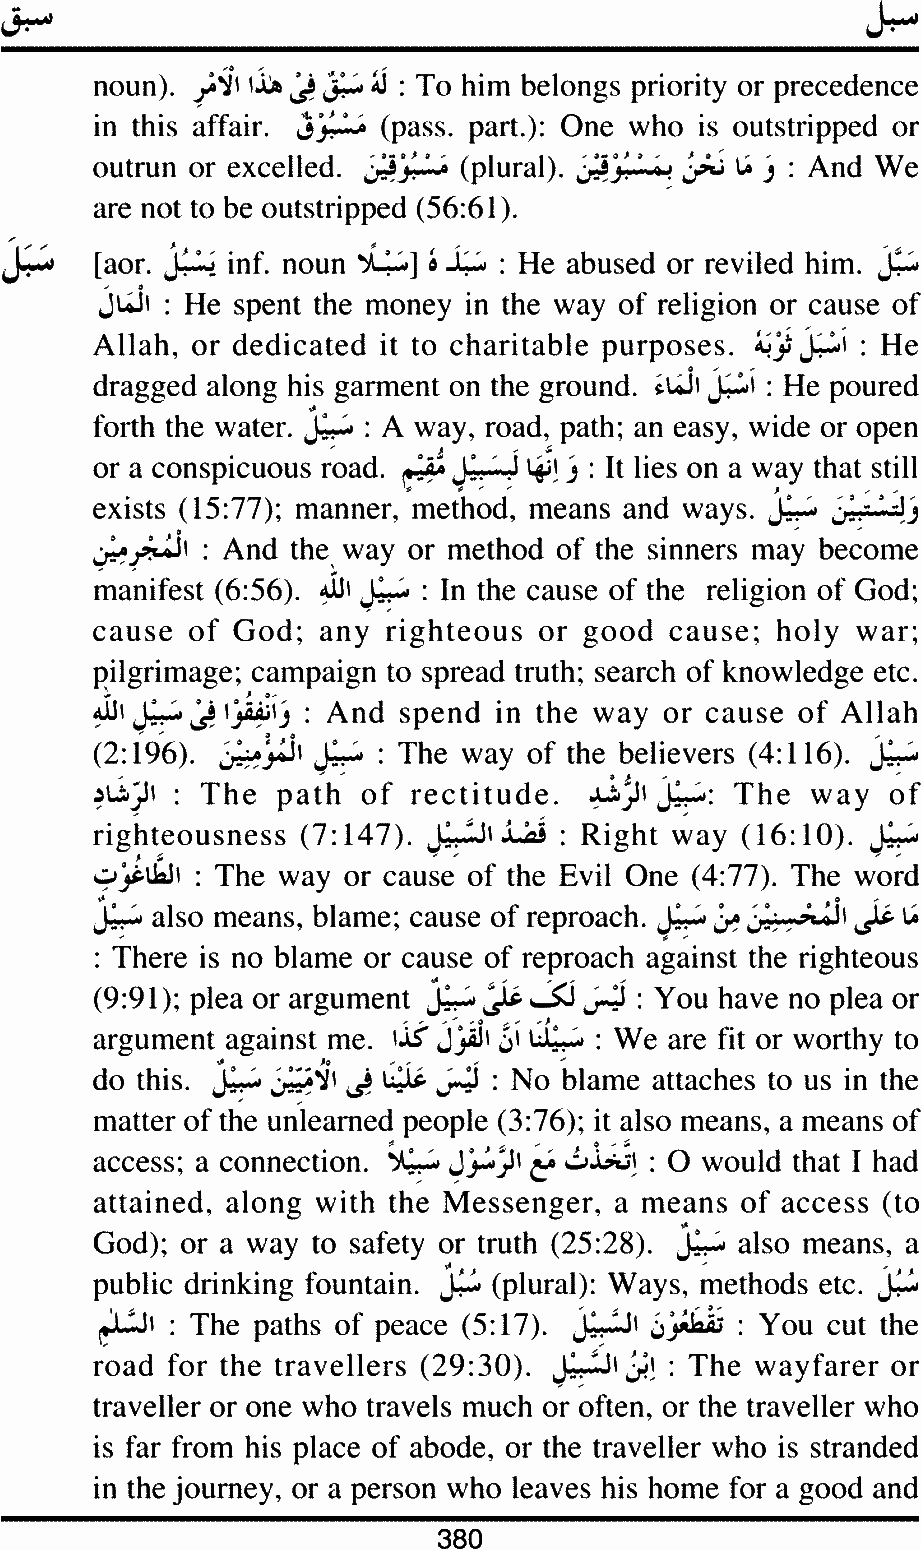 سبق سبل
noun). لَهُ سَبْقٌ فِىْ هٰذَا الْاَمْرِ : To him belongs priority or precedence
in this affair. مَسْبُوْقٌ (pass. part.): One who is outstripped or
outrun or excelled. مَسْبُوْقِيْنَ (plural). وَ مَا نَحْنُ بِمَسْبُوْقِيْنَ : And We
are not to be outstripped (56:61).
سَبَلَ [aor. يَسْبُلُ inf. noun سَبْلًا] سَبَلَـ هٗ : He abused or reviled him. سَبَّلَ
الْمَالَ : He spent the money in the way of religion or cause of
Allah, or dedicated it to charitable purposes. اَسْبَلَ ثَوْبَهٗ : He
dragged along his garment on the ground. اَسْبَلَ الْمَاءَ : He poured
forth the water. سَبِيْلٌ : A way, road, path; an easy, wide or open
or a conspicuous road. وَ اِنَّهَا لَبِسَبِيْلٍ مُّقِيْمٍ : It lies on a way that still
exists (15:77); manner, method, means and ways. وَلِتَسْتَبِيْنَ سَبِيْلُ
الْمُجْرِمِيْنَ : And the way or method of the sinners may become
manifest (6:56). سَبِيْلِ اللّٰهِ : In the cause of the religion of God;
cause of God; any righteous or good cause; holy war;
pilgrimage; campaign to spread truth; search of knowledge etc.
وَاَنْفِقُوْا فِىْ سَبِيْلِ اللّٰهِ : And spend in the way or cause of Allah
(2:196). سَبِيْلِ الْمُؤْمِنِيْنَ : The way of the believers (4:116). سَبِيْلَ
الرَّشَادِ : The path of rectitude. سَبِيْلَ الرُّشْدِ: The way of
righteousness (7:147). قَصْدُ السَّبِيْلِ : Right way (16:10). سَبِيْلِ
الطَّاغُوْتِ : The way or cause of the Evil One (4:77). The word
سَبِيْلٌ also means, blame; cause of reproach. مَا عَلَى الْمُحْسِنِيْنَ مِنْ سَبِيْلٍ
: There is no blame or cause of reproach against the righteous
(9:91); plea or argument لَيْسَ لَكَ عَلَىَّ سَبِيْلٌ : You have no plea or
argument against me. سَبِيْلُنَا اَنْ الْقَوْلَ كَذَا : We are fit or worthy to
do this. لَيْسَ عَلَيْنَا فِى الْاُمِّيِّيْنَ سَبِيْلٌ : No blame attaches to us in the
matter of the unlearned people (3:76); it also means, a means of
access; a connection. اِتَّخَذْتُ مَعَ الرَّسُوْلِ سَبِيْلاً : O would that I had
attained, along with the Messenger, a means of access (to
God); or a way to safety or truth (25:28). سَبِيْلٌ also means, a
public drinking fountain. سُبُلٌ (plural): Ways, methods etc. سُبُلَ
السَّلٰمِ : The paths of peace (5:17). تَقْطَعُوْنَ السَّبِيْلَ : You cut the
road for the travellers (29:30). اِبْنُ السَّبِيْلِ : The wayfarer or
traveller or one who travels much or often, or the traveller who
is far from his place of abode, or the traveller who is stranded
in the journey, or a person who leaves his home for a good and
380